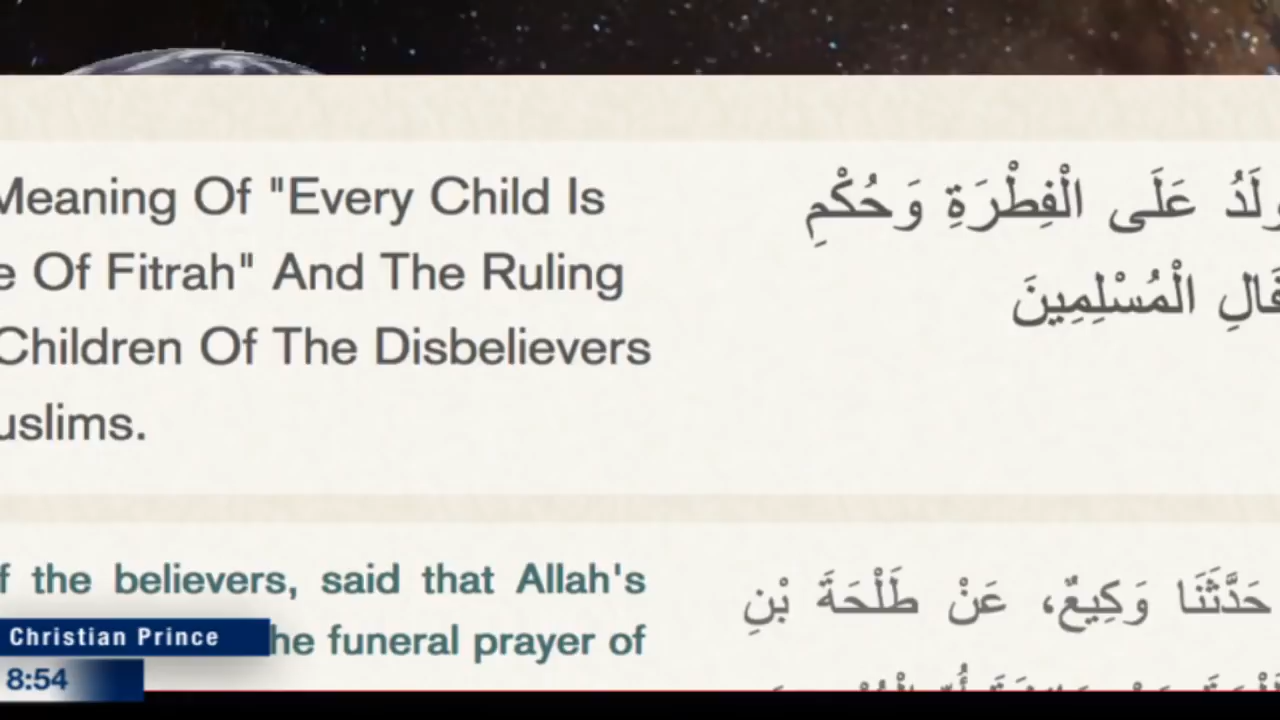 Meaning Of "Every Child Is
e Of Fitrah" And The Ruling
Children Of The Disbelievers
uslims.
ولَدُ عَلَى الْفِطْرَةِ وَحُكْمِ
فَالِ الْمُسْلِمِينَ
f the believers, said that Allah's
he funeral prayer of
حَدَّثَنَا وَكِيعٌ، عَنْ طَلْحَةَ بْنِ
Christian Prince
8:54